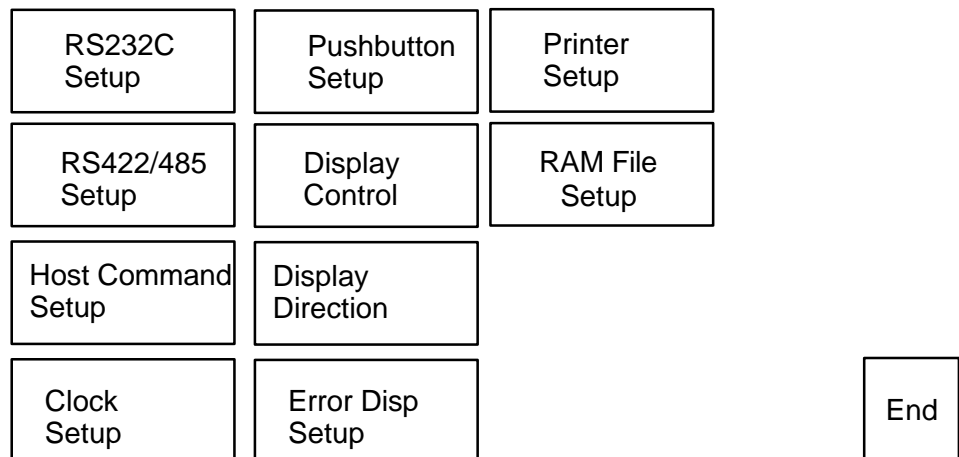 RS232C
Setup
Pushbutton
Setup
Printer
Setup
RS422/485
Setup
Display
Control
RAM File
Setup
Host Command
Setup
Display
Direction
Clock
Setup
Error Disp
Setup
End